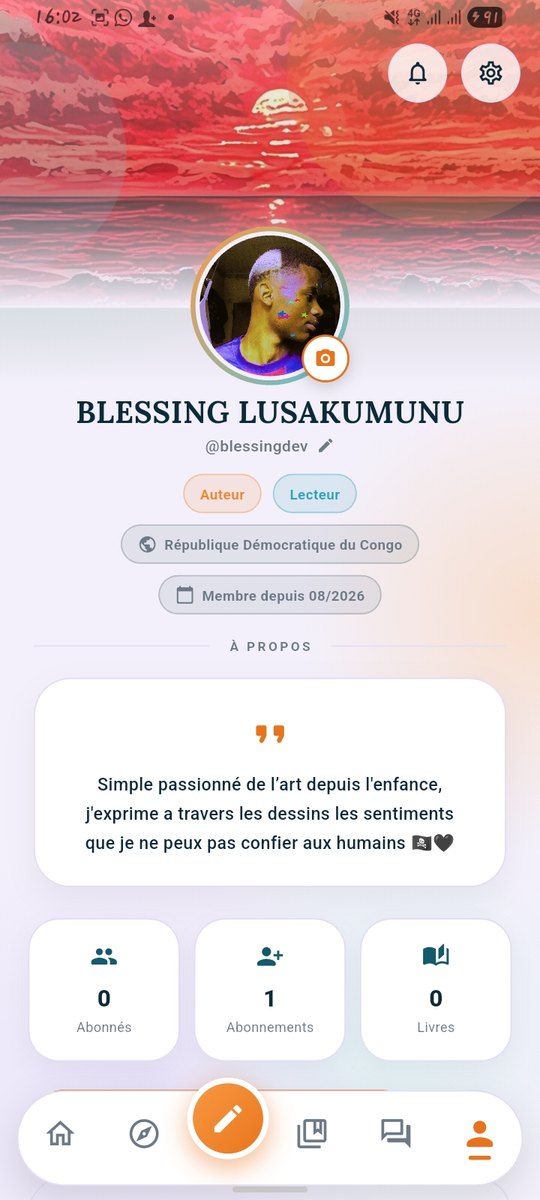 16:02
4G
91
BLESSING LUSAKUMUNU
@blessingdev
Auteur
Lecteur
République Démocratique du Congo
Membre depuis 08/2026
À PROPOS
Simple passionné de l’art depuis l'enfance,
j'exprime a travers les dessins les sentiments
que je ne peux pas confier aux humains 🏴‍☠️🖤
0
Abonnés
1
Abonnements
0
Livres